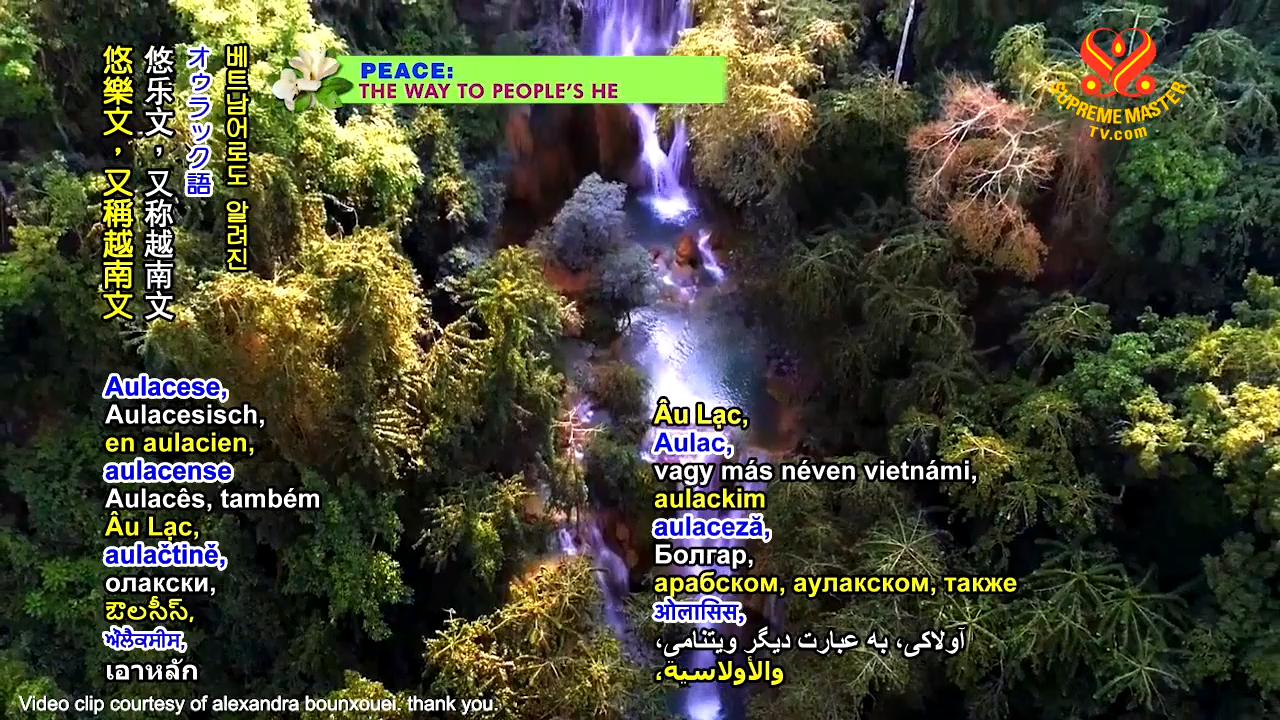 PEACE:
THE WAY TO PEOPLE'S HE
SUPREME MASTER
TV.com
悠樂文，又稱越南文
悠乐文，又称越南文
オゥラック語
베트남어로도 알려진
Aulacese,
Aulacesisch,
en aulacien,
aulacense
Aulacês, também
Âu Lạc,
aulačtině,
олакски,
ఔలసీస్,
ਔਲੈਕਸੀਸ,
เอาหลัก
Âu Lạc,
Aulac,
vagy más néven vietnámi,
aulackim
aulaceză,
Болгар,
арабском, аулакском, также
ओलासिस,
آولاکی، به عبارت دیگر ویتنامی،
والأولاسية،
Video clip courtesy of alexandra bounxouei. thank you.